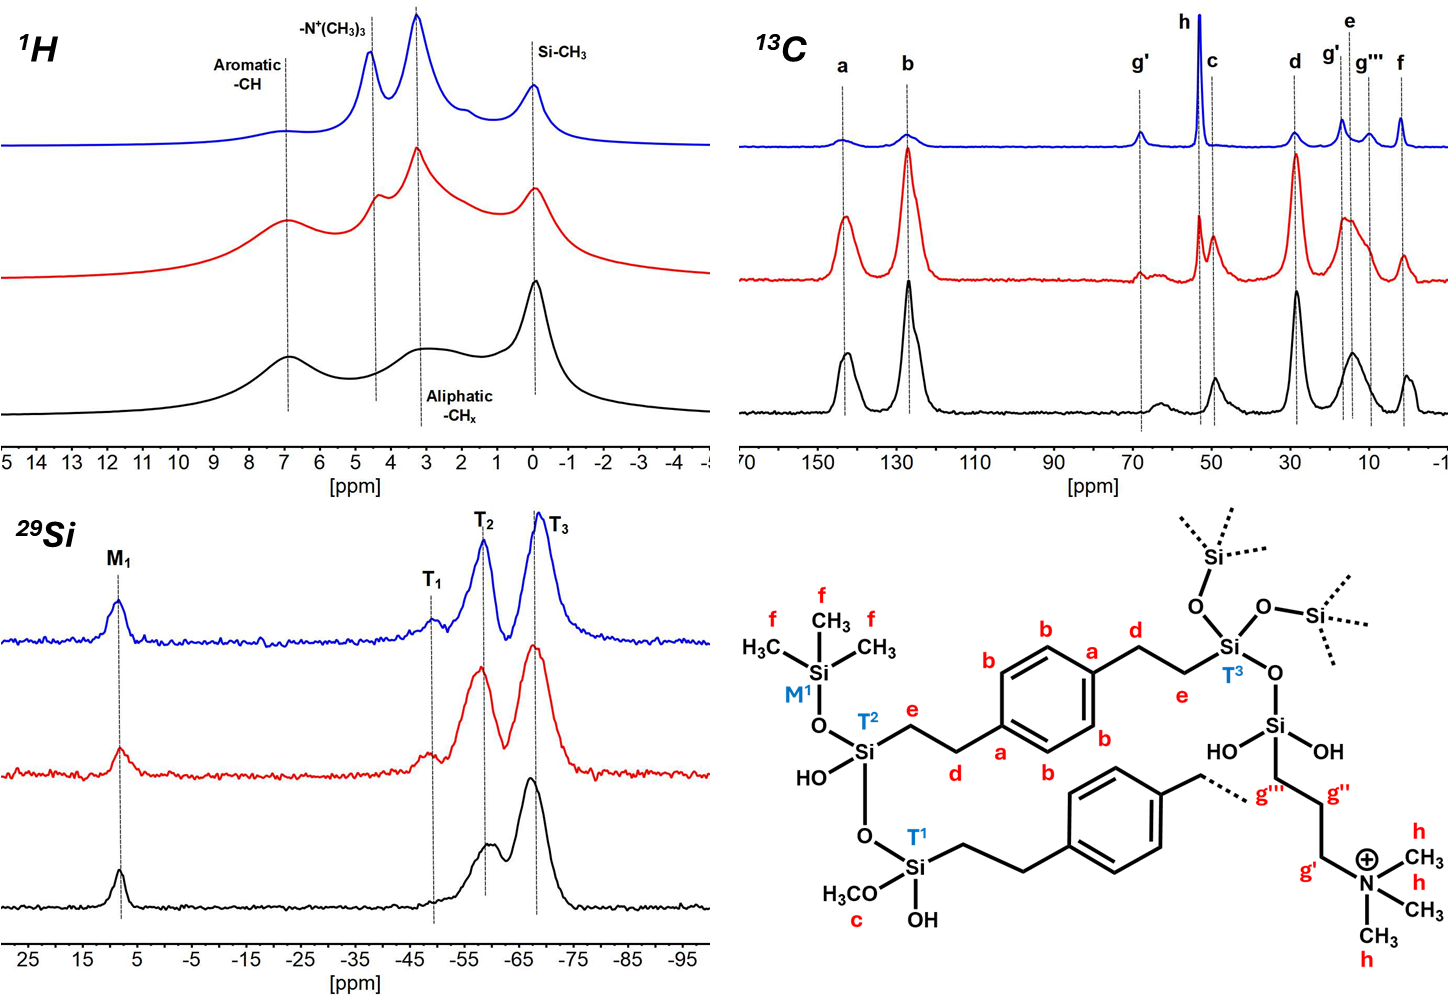 ¹H
Aromatic
-CH
-N⁺(CH₃)₃
Si-CH₃
Aliphatic
-CHₓ
5 14 13 12 11 10 9 8 7 6 5 4 3 2 1 0 -1 -2 -3 -4 -5
[ppm]
¹³C
a b g' h c d g' e g''' f
70 150 130 110 90 70 50 30 10 -1
[ppm]
²⁹Si
M₁ T₁ T₂ T₃
25 15 5 -5 -15 -25 -35 -45 -55 -65 -75 -85 -95
[ppm]
Si
O O Si
f
f CH₃ f
H₃C CH₃
Si
M¹
O
b d
b a
Si
T³
O
e
T² e
Si
HO
a b
d b
Si
HO OH
g''' g''
O
T¹
Si
H₃CO
c
OH
g'
h
CH₃
N⊕
h
CH₃
CH₃
h